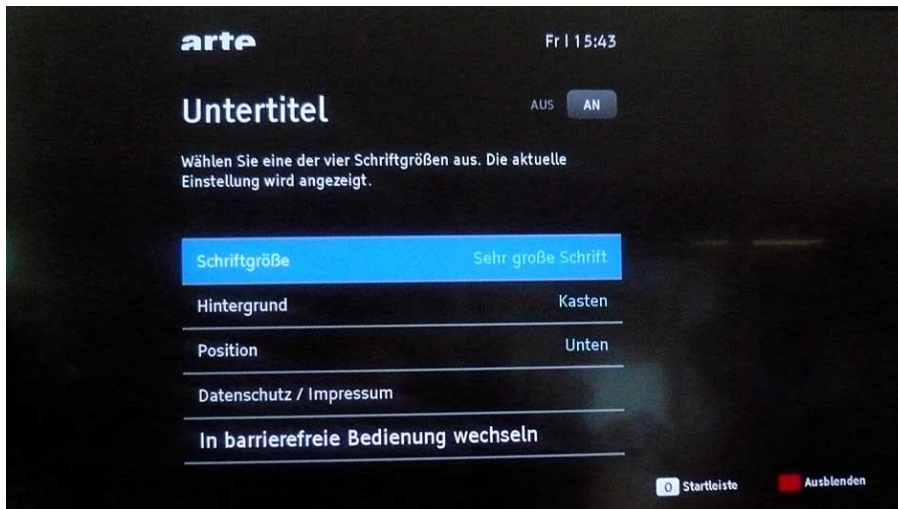 arte
Fr | 15:43
Untertitel
AUS AN
Wählen Sie eine der vier Schriftgrößen aus. Die aktuelle
Einstellung wird angezeigt.
Schriftgröße Sehr große Schrift
Hintergrund Kasten
Position Unten
Datenschutz / Impressum
In barrierefreie Bedienung wechseln
0 Startleiste Ausblenden